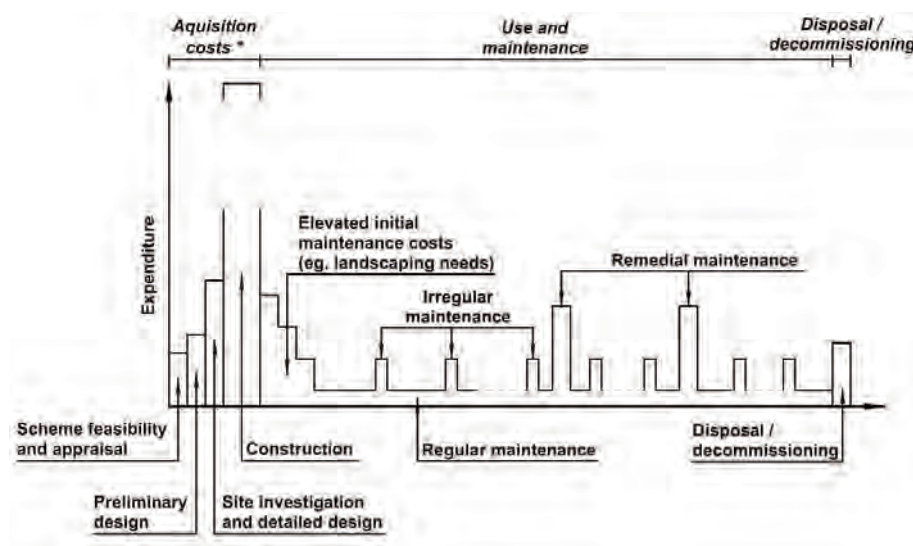 Aquisition
costs *
Use and
maintenance
Disposal /
decommissioning
Expenditure
Elevated initial
maintenance costs
(eg. landscaping needs)
Irregular
maintenance
Remedial maintenance
Scheme feasibility
and appraisal
Construction
Regular maintenance
Disposal /
decommissioning
Preliminary
design
Site investigation
and detailed design